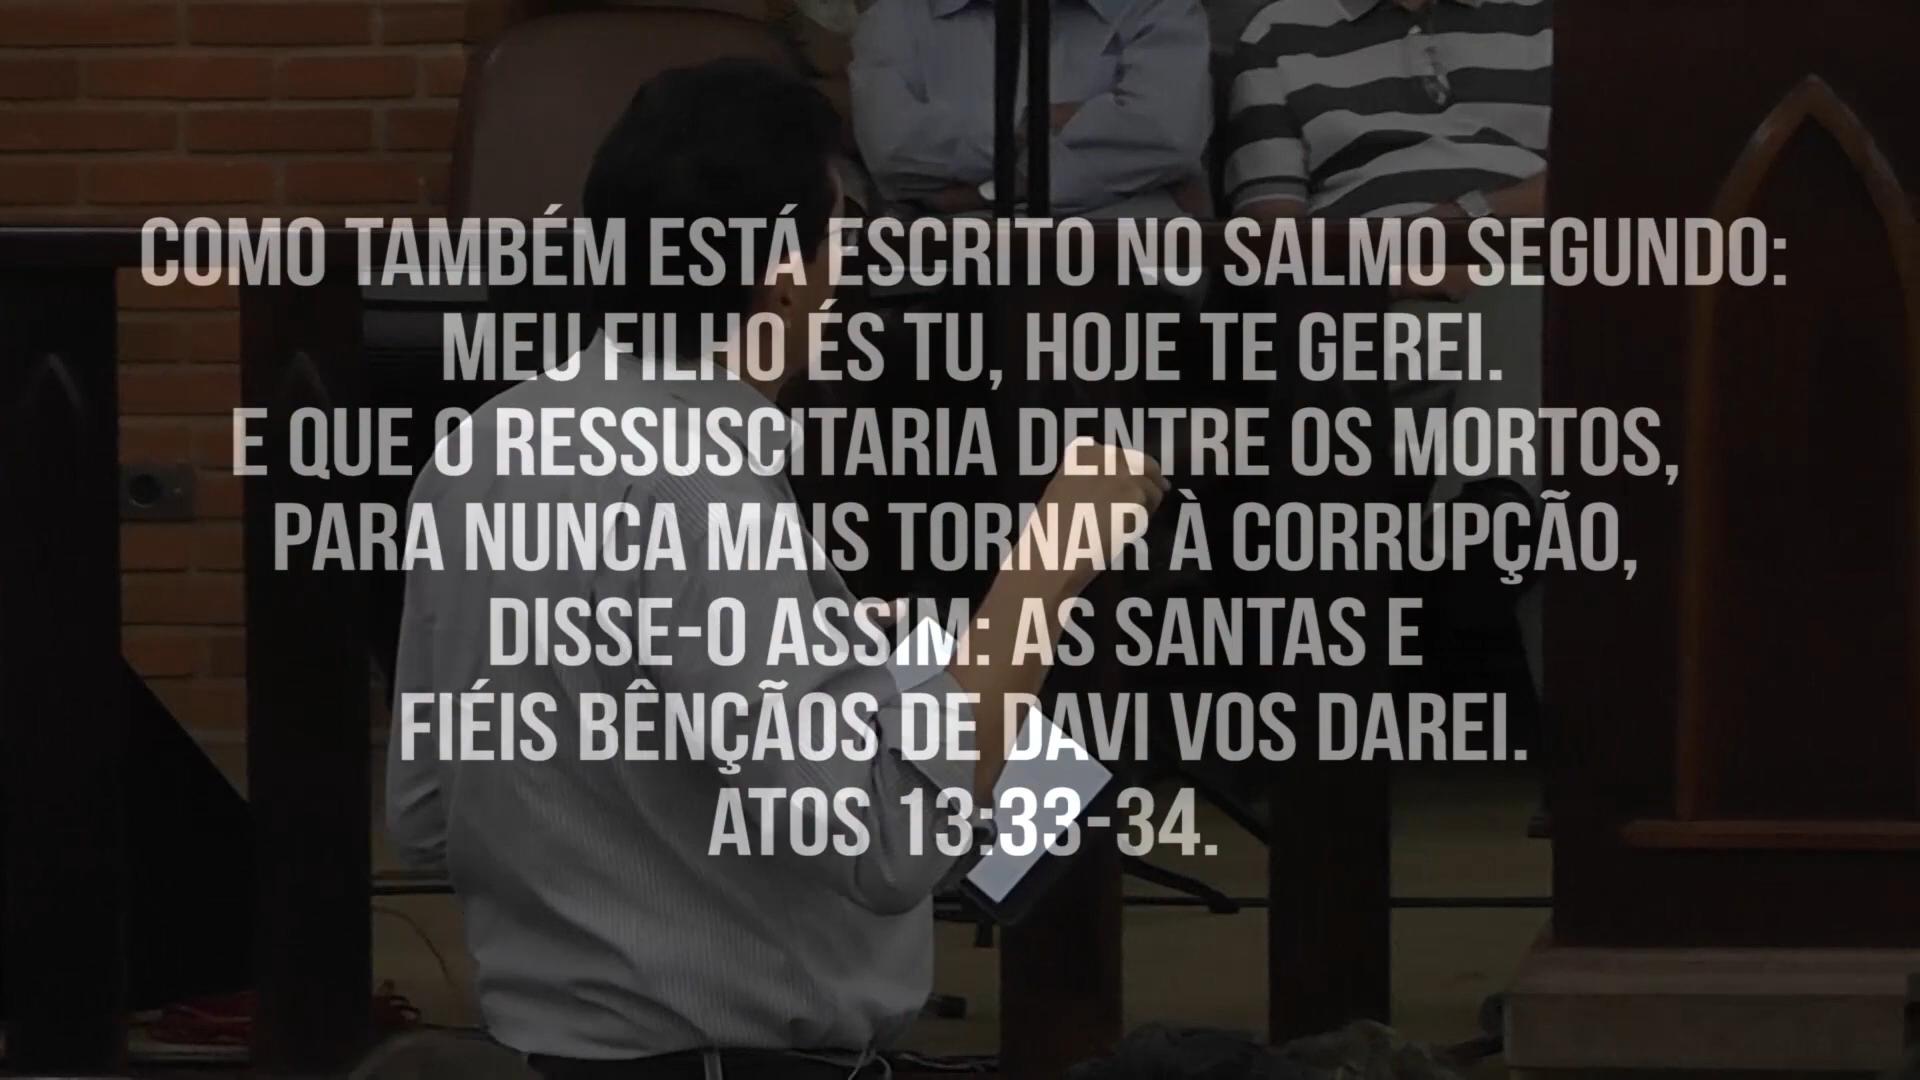 COMO TAMBÉM ESTÁ ESCRITO NO SALMO SEGUNDO:
MEU FILHO ÉS TU, HOJE TE GEREI.
E QUE O RESSUSCITARIA DENTRE OS MORTOS,
PARA NUNCA MAIS TORNAR À CORRUPÇÃO,
DISSE-O ASSIM: AS SANTAS E
FIÉIS BÊNÇÃOS DE DAVI VOS DAREI.
ATOS 13:33-34.